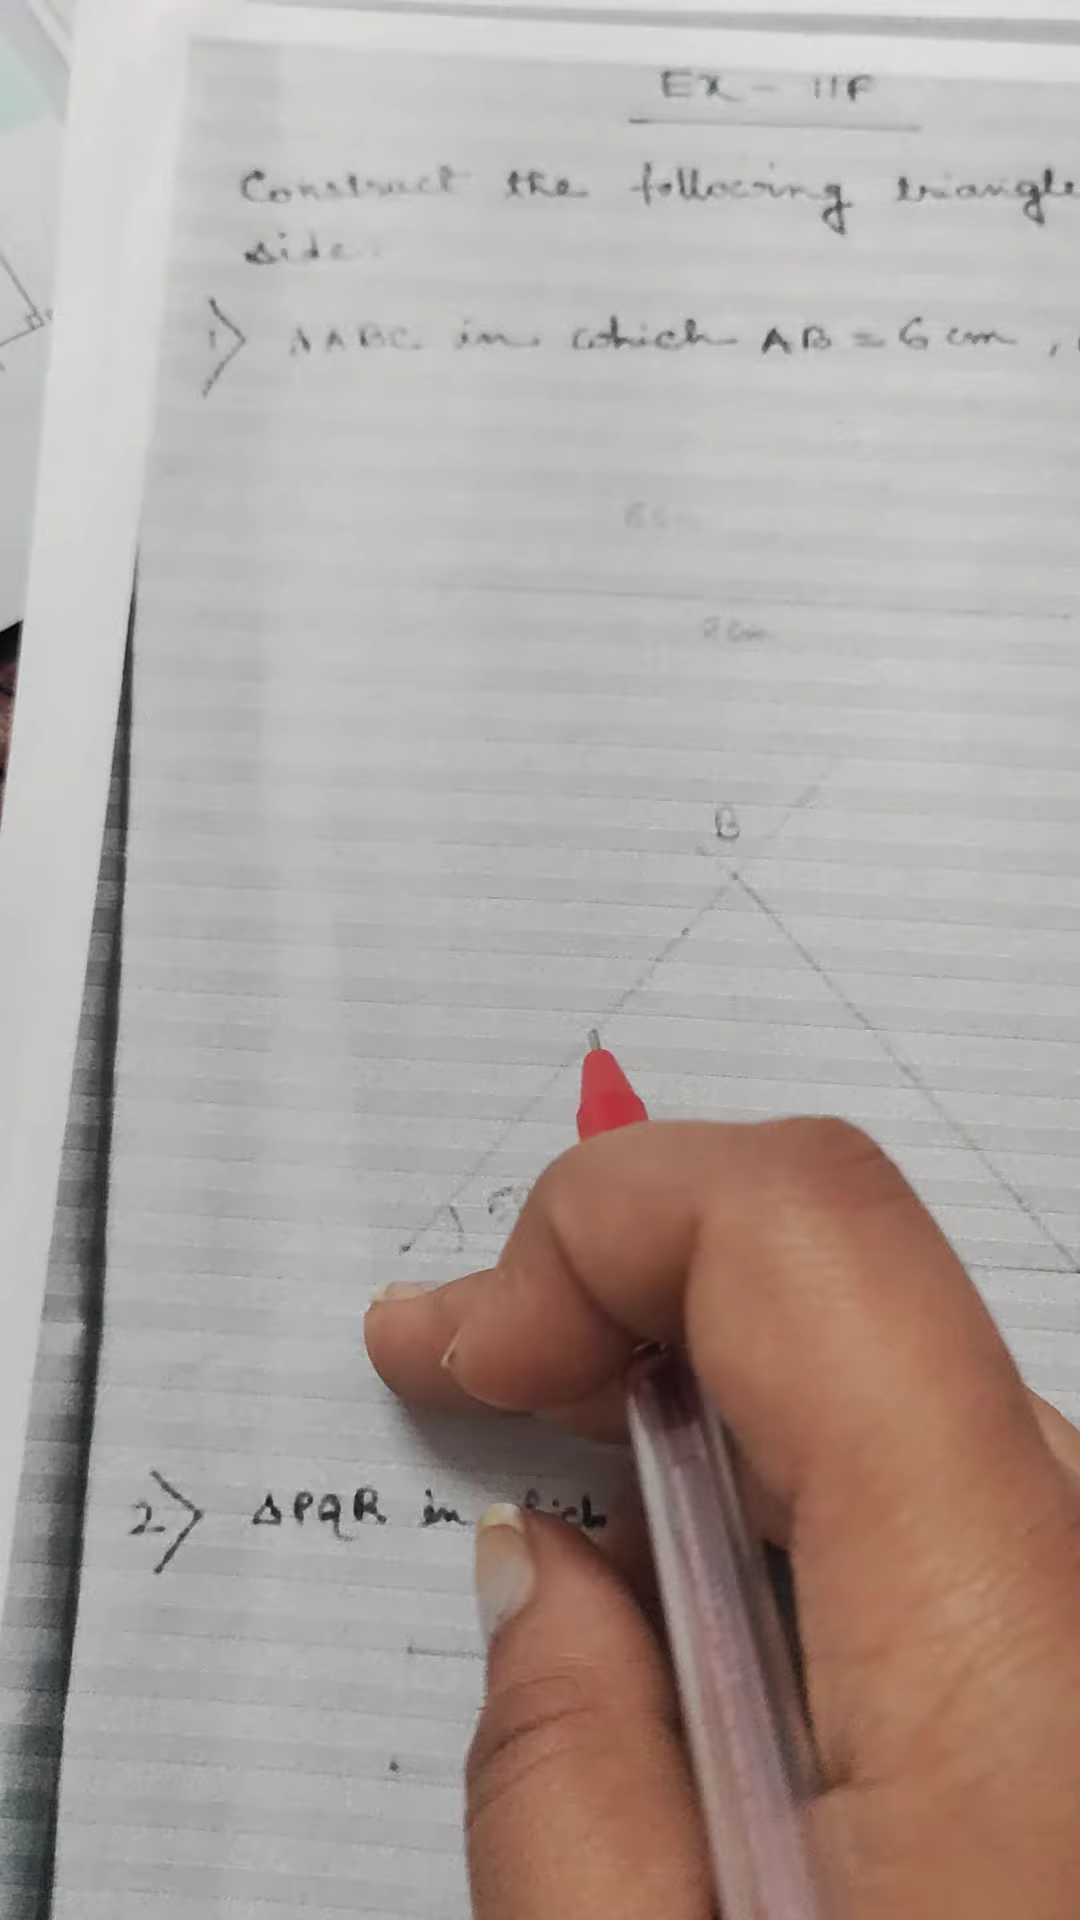 Ex - 11F
Construct the following triangle
side.
1) ΔABC in which AB = 6 cm ,
B
2) ΔPQR in which